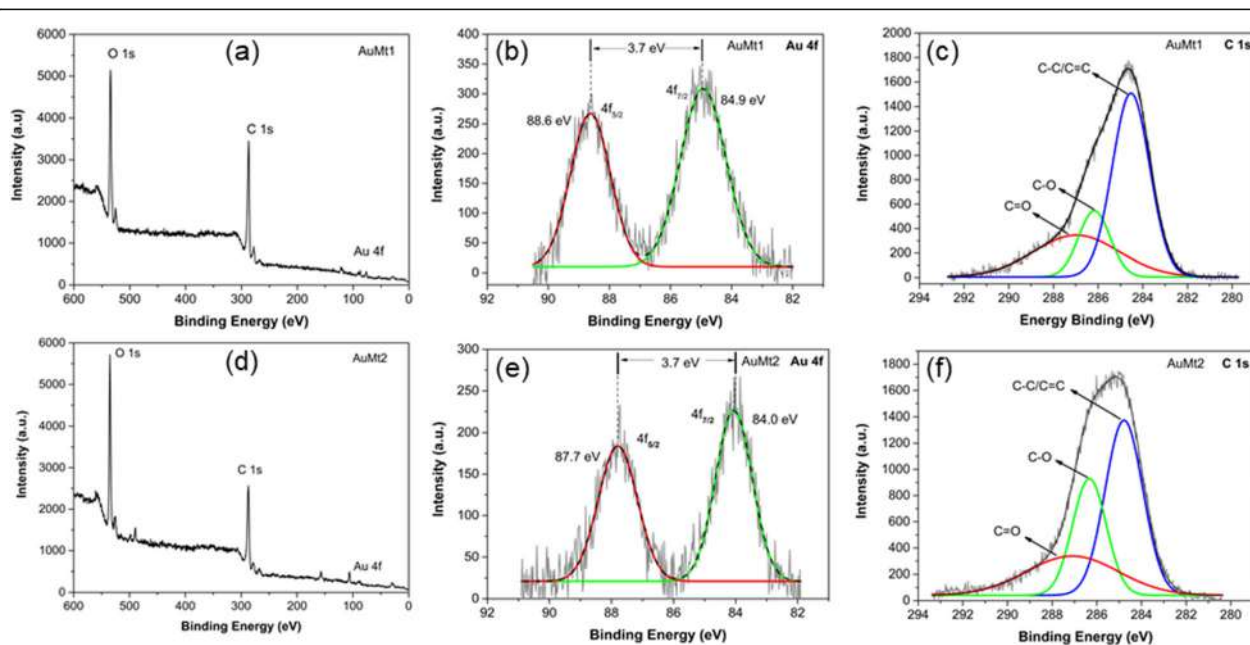 (a)
AuMt1
O 1s
C 1s
Au 4f
6000
5000
4000
3000
2000
1000
0
600 500 400 300 200 100 0
Intensity (a.u)
Binding Energy (eV)
(b)
AuMt1 Au 4f
3.7 eV
4f7/2
84.9 eV
88.6 eV
4f5/2
400
350
300
250
200
150
100
50
0
92 90 88 86 84 82
Intensity (a.u.)
Binding Energy (eV)
(c)
AuMt1 C 1s
C-C/C=C
C-O
C=O
2000
1800
1600
1400
1200
1000
800
600
400
200
0
294 292 290 288 286 284 282 280
Intensity (a.u.)
Energy Binding (eV)
(d)
AuMt2
O 1s
C 1s
Au 4f
6000
5000
4000
3000
2000
1000
0
600 500 400 300 200 100 0
Intensity (a.u.)
Binding Energy (eV)
(e)
AuMt2 Au 4f
3.7 eV
4f7/2
84.0 eV
87.7 eV
4f5/2
300
250
200
150
100
50
0
92 90 88 86 84 82
Intensity (a.u.)
Binding Energy (eV)
(f)
AuMt2 C 1s
C-C/C=C
C-O
C=O
1800
1600
1400
1200
1000
800
600
400
200
0
294 292 290 288 286 284 282 280
Intensity (a.u.)
Binding Energy (eV)